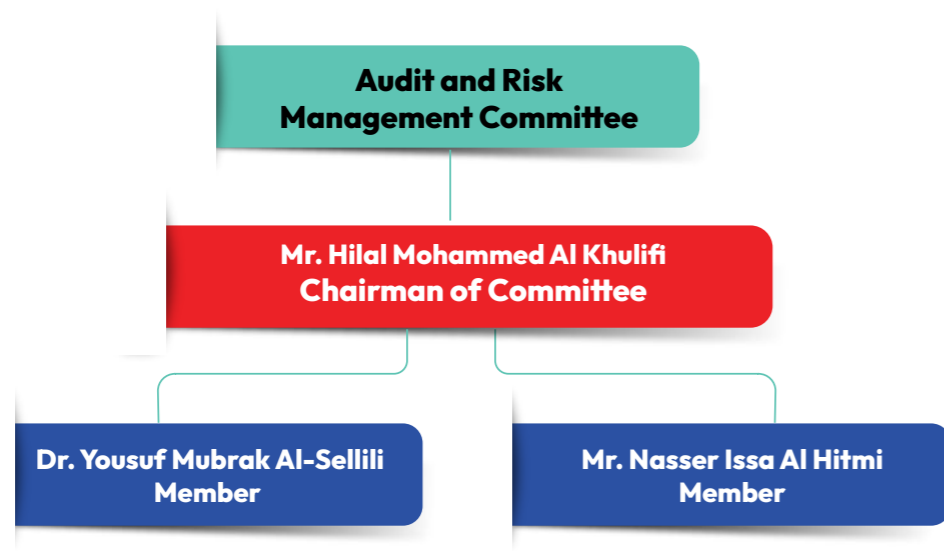 Audit and Risk
Management Committee
Mr. Hilal Mohammed Al Khulifi
Chairman of Committee
Dr. Yousuf Mubrak Al-Sellili
Member
Mr. Nasser Issa Al Hitmi
Member